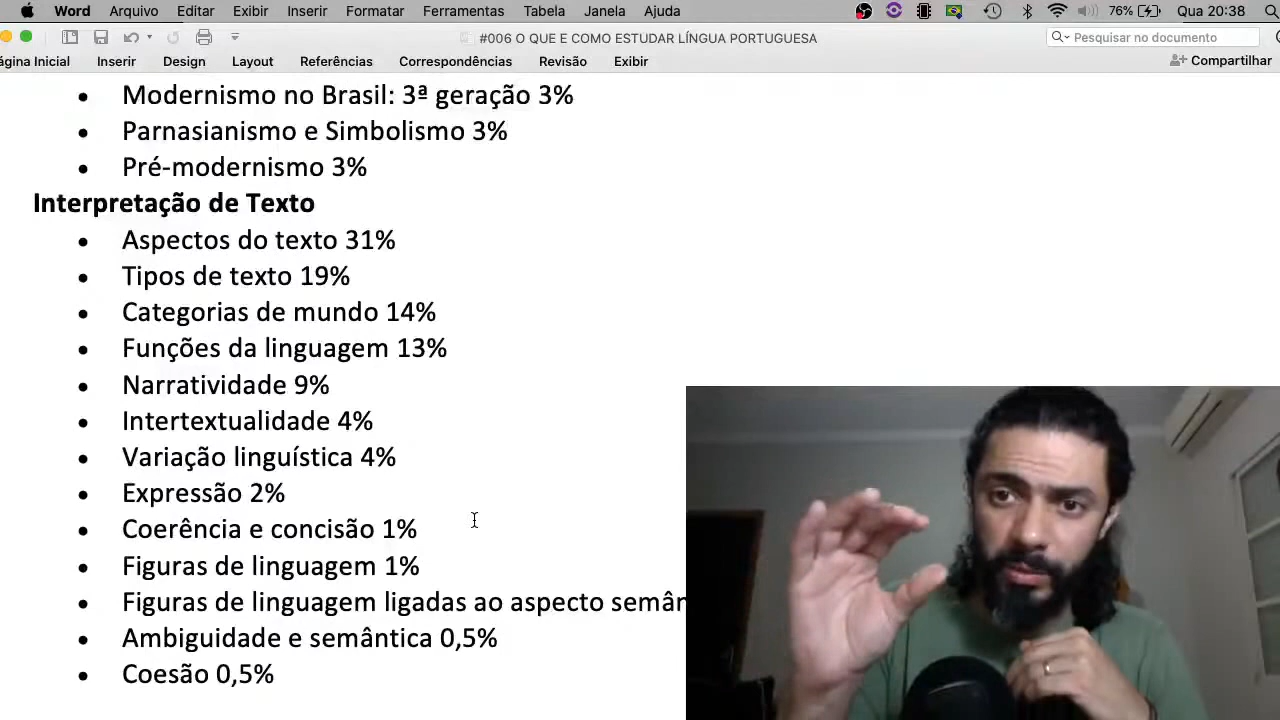 Word Arquivo Editar Exibir Inserir Formatar Ferramentas Tabela Janela Ajuda 76% Qua 20:38
#006 O QUE E COMO ESTUDAR LÍNGUA PORTUGUESA Pesquisar no documento
ágina Inicial Inserir Design Layout Referências Correspondências Revisão Exibir Compartilhar
• Modernismo no Brasil: 3ª geração 3%
• Parnasianismo e Simbolismo 3%
• Pré-modernismo 3%
Interpretação de Texto
• Aspectos do texto 31%
• Tipos de texto 19%
• Categorias de mundo 14%
• Funções da linguagem 13%
• Narratividade 9%
• Intertextualidade 4%
• Variação linguística 4%
• Expressão 2%
• Coerência e concisão 1%
• Figuras de linguagem 1%
• Figuras de linguagem ligadas ao aspecto semân
• Ambiguidade e semântica 0,5%
• Coesão 0,5%